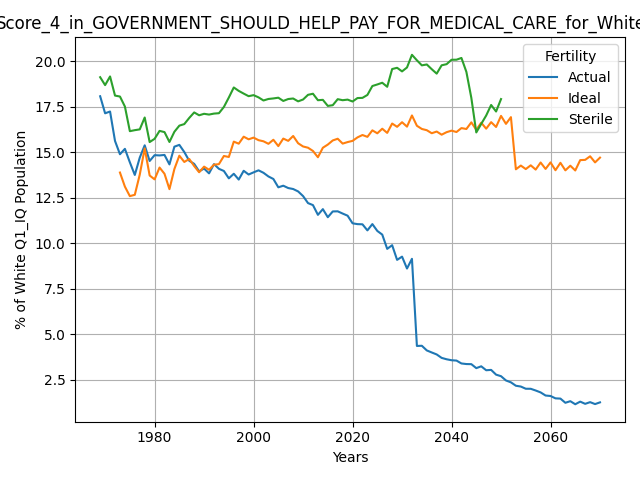 Score_4_in_GOVERNMENT_SHOULD_HELP_PAY_FOR_MEDICAL_CARE_for_White
Fertility
Actual
Ideal
Sterile
% of White Q1_IQ Population
20.0
17.5
15.0
12.5
10.0
7.5
5.0
2.5
1980 2000 2020 2040 2060
Years